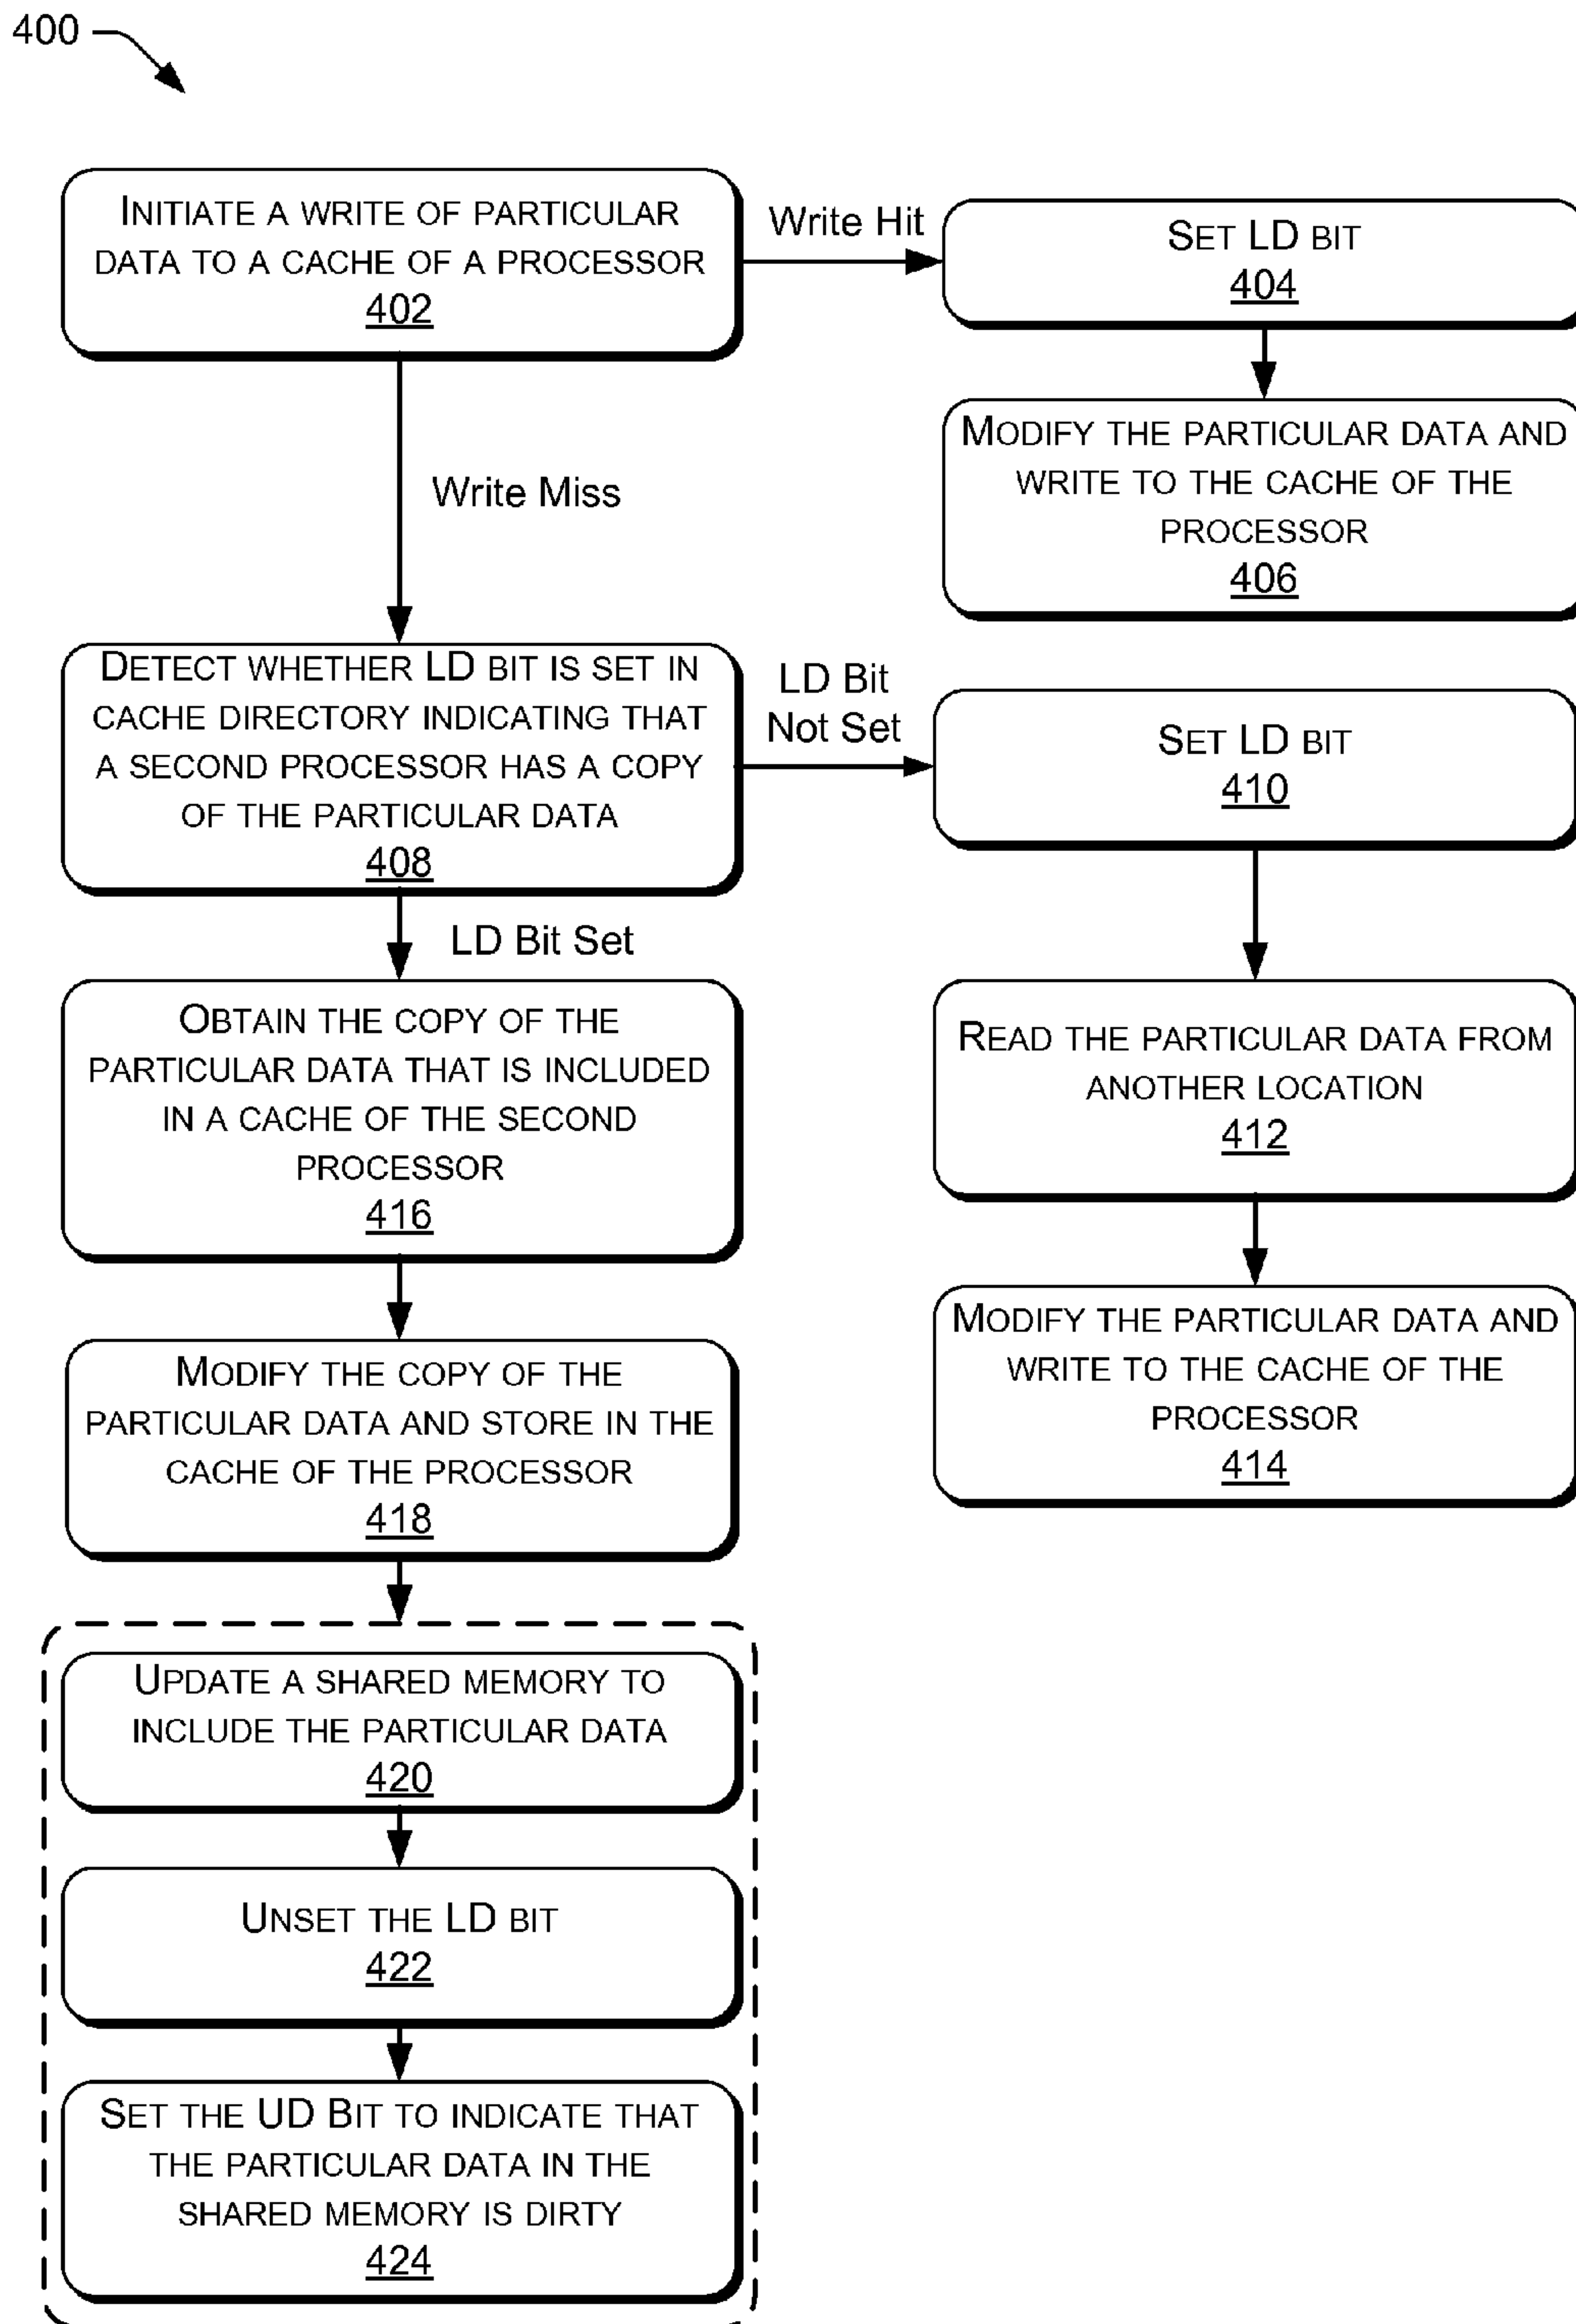 400
INITIATE A WRITE OF PARTICULAR
DATA TO A CACHE OF A PROCESSOR
402
Write Hit
SET LD BIT
404
MODIFY THE PARTICULAR DATA AND
WRITE TO THE CACHE OF THE
PROCESSOR
406
Write Miss
DETECT WHETHER LD BIT IS SET IN
CACHE DIRECTORY INDICATING THAT
A SECOND PROCESSOR HAS A COPY
OF THE PARTICULAR DATA
408
LD Bit
Not Set
SET LD BIT
410
LD Bit Set
READ THE PARTICULAR DATA FROM
ANOTHER LOCATION
412
OBTAIN THE COPY OF THE
PARTICULAR DATA THAT IS INCLUDED
IN A CACHE OF THE SECOND
PROCESSOR
416
MODIFY THE PARTICULAR DATA AND
WRITE TO THE CACHE OF THE
PROCESSOR
414
MODIFY THE COPY OF THE
PARTICULAR DATA AND STORE IN THE
CACHE OF THE PROCESSOR
418
UPDATE A SHARED MEMORY TO
INCLUDE THE PARTICULAR DATA
420
UNSET THE LD BIT
422
SET THE UD BIT TO INDICATE THAT
THE PARTICULAR DATA IN THE
SHARED MEMORY IS DIRTY
424